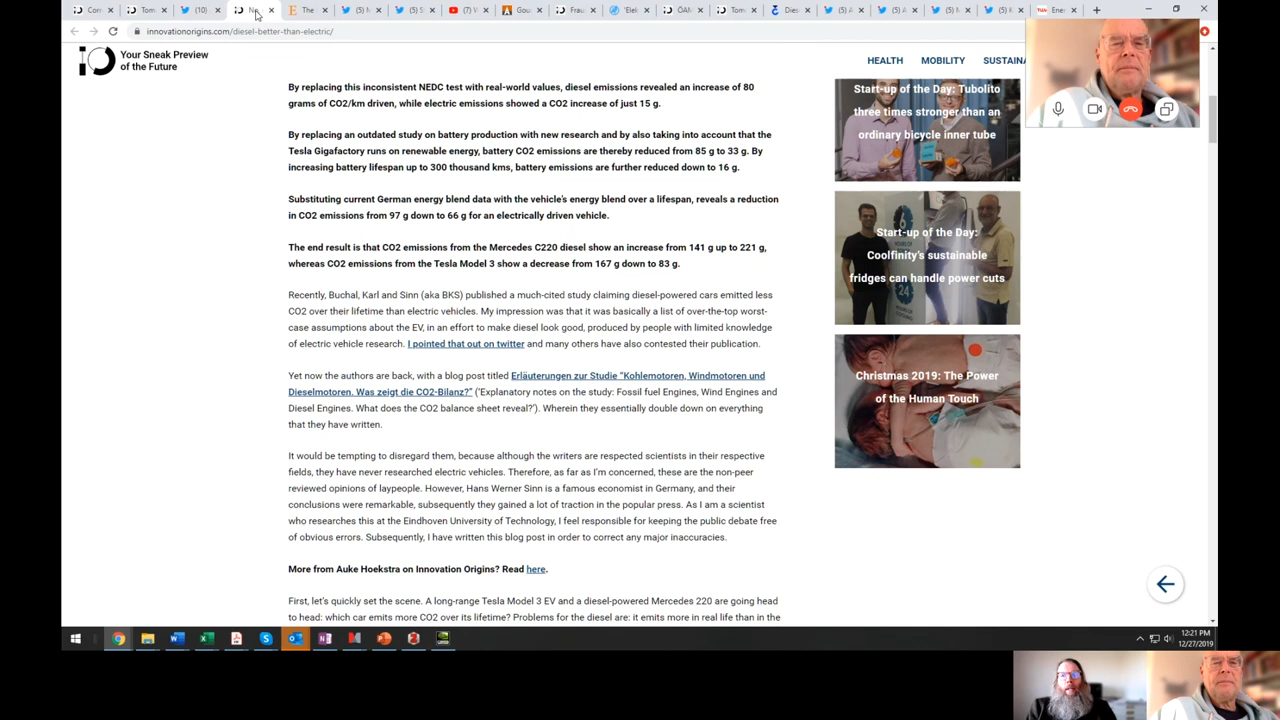 Con
Tom
(10)
No
The
(5) M
(5) S
(7) V
Gou
Frau
'Elek
ÖAM
Tom
Dies
(5) A
(5) A
(5) M
(5) R
Ene
innovationorigins.com/diesel-better-than-electric/
Your Sneak Preview
of the Future
HEALTH MOBILITY SUSTAINA
By replacing this inconsistent NEDC test with real-world values, diesel emissions revealed an increase of 80
grams of CO2/km driven, while electric emissions showed a CO2 increase of just 15 g.
By replacing an outdated study on battery production with new research and by also taking into account that the
Tesla Gigafactory runs on renewable energy, battery CO2 emissions are thereby reduced from 85 g to 33 g. By
increasing battery lifespan up to 300 thousand kms, battery emissions are further reduced down to 16 g.
Substituting current German energy blend data with the vehicle's energy blend over a lifespan, reveals a reduction
in CO2 emissions from 97 g down to 66 g for an electrically driven vehicle.
The end result is that CO2 emissions from the Mercedes C220 diesel show an increase from 141 g up to 221 g,
whereas CO2 emissions from the Tesla Model 3 show a decrease from 167 g down to 83 g.
Recently, Buchal, Karl and Sinn (aka BKS) published a much-cited study claiming diesel-powered cars emitted less
CO2 over their lifetime than electric vehicles. My impression was that it was basically a list of over-the-top worst-
case assumptions about the EV, in an effort to make diesel look good, produced by people with limited knowledge
of electric vehicle research. I pointed that out on twitter and many others have also contested their publication.
Yet now the authors are back, with a blog post titled Erläuterungen zur Studie "Kohlemotoren, Windmotoren und
Dieselmotoren. Was zeigt die CO2-Bilanz?" ('Explanatory notes on the study: Fossil fuel Engines, Wind Engines and
Diesel Engines. What does the CO2 balance sheet reveal?'). Wherein they essentially double down on everything
that they have written.
It would be tempting to disregard them, because although the writers are respected scientists in their respective
fields, they have never researched electric vehicles. Therefore, as far as I'm concerned, these are the non-peer
reviewed opinions of laypeople. However, Hans Werner Sinn is a famous economist in Germany, and their
conclusions were remarkable, subsequently they gained a lot of traction in the popular press. As I am a scientist
who researches this at the Eindhoven University of Technology, I feel responsible for keeping the public debate free
of obvious errors. Subsequently, I have written this blog post in order to correct any major inaccuracies.
More from Auke Hoekstra on Innovation Origins? Read here.
First, let's quickly set the scene. A long-range Tesla Model 3 EV and a diesel-powered Mercedes 220 are going head
to head: which car emits more CO2 over its lifetime? Problems for the diesel are: it emits more in real life than in the
Start-up of the Day: Tubolito
three times stronger than an
ordinary bicycle inner tube
Start-up of the Day:
Coolfinity's sustainable
fridges can handle power cuts
Christmas 2019: The Power
of the Human Touch
12:21 PM
12/27/2019